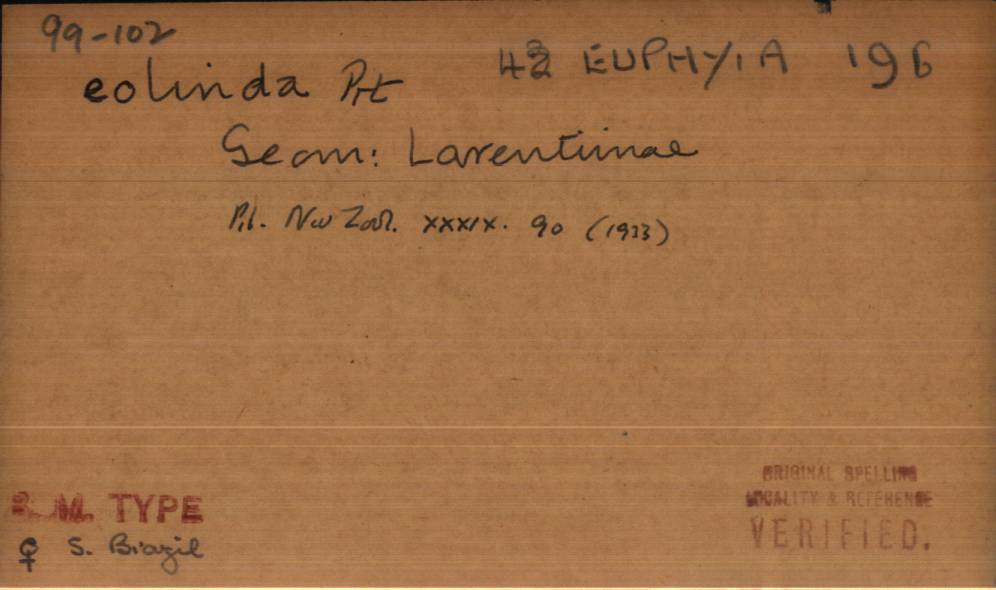 99-102
eolinda Prt
42 EUPHYIA 196
Geom: Larentiinae
Prt. Nov Zool. XXXIX. 90 (1933)
B. M. TYPE
♀ S. Brazil
ORIGINAL SPELLING
LOCALITY & REFERENCE
VERIFIED.